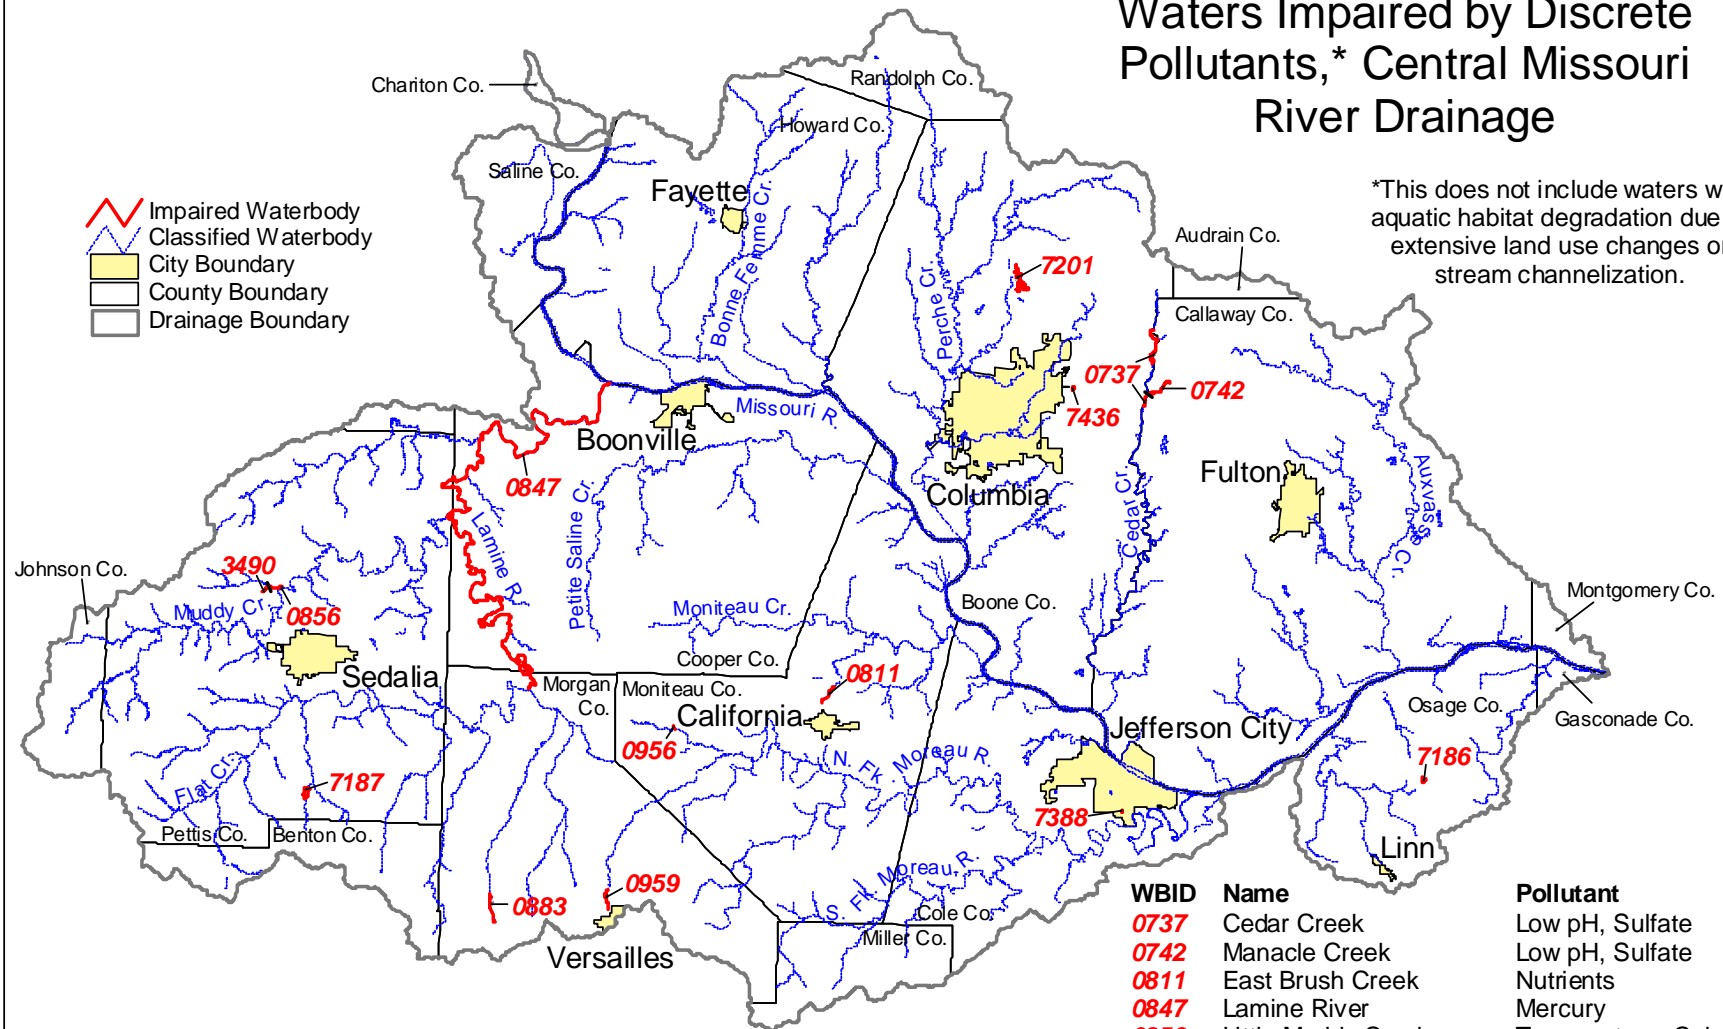 Waters Impaired by Discrete
Pollutants,* Central Missouri
River Drainage
*This does not include waters w
aquatic habitat degradation due
extensive land use changes or
stream channelization.
Impaired Waterbody
Classified Waterbody
City Boundary
County Boundary
Drainage Boundary
Chariton Co.
Randolph Co.
Howard Co.
Saline Co.
Fayette
Bonne Femme Cr.
Perche Cr.
7201
Audrain Co.
Callaway Co.
0737
0742
7436
Missouri R.
Boonville
0847
Columbia
Fulton
Auxvasse Cr.
Cedar Cr.
Petite Saline Cr.
Lamine R.
Johnson Co.
3490
Muddy Cr.
0856
Sedalia
Moniteau Cr.
Boone Co.
Montgomery Co.
Cooper Co.
0811
Morgan
Co.
Moniteau Co.
California
0956
N. Fk. Moreau R.
Jefferson City
Osage Co.
Gasconade Co.
7186
Flat Cr.
7187
7388
Pettis Co.
Benton Co.
Linn
0883
0959
S. Fk. Moreau R.
Cole Co.
Miller Co.
Versailles
WBID Name Pollutant
0737 Cedar Creek Low pH, Sulfate
0742 Manacle Creek Low pH, Sulfate
0811 East Brush Creek Nutrients
0847 Lamine River Mercury